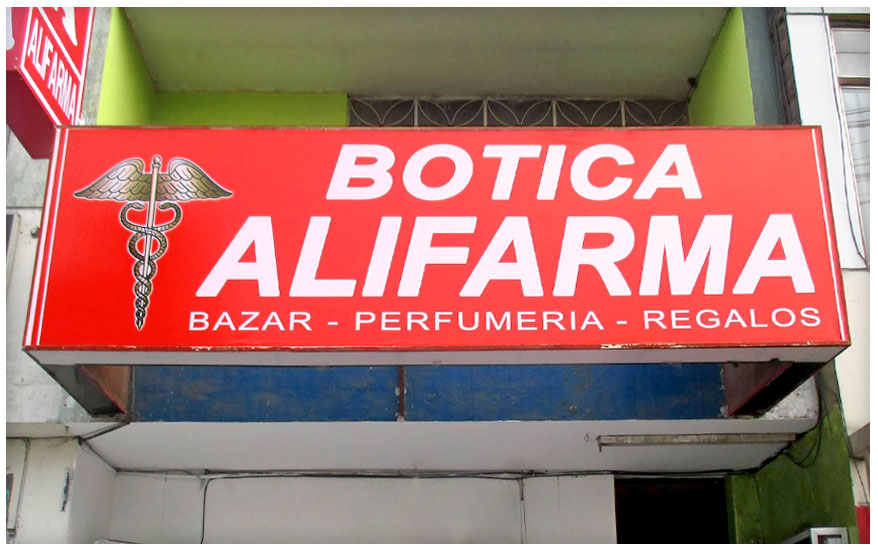 ALIFARMA
BOTICA
ALIFARMA
BAZAR - PERFUMERIA - REGALOS